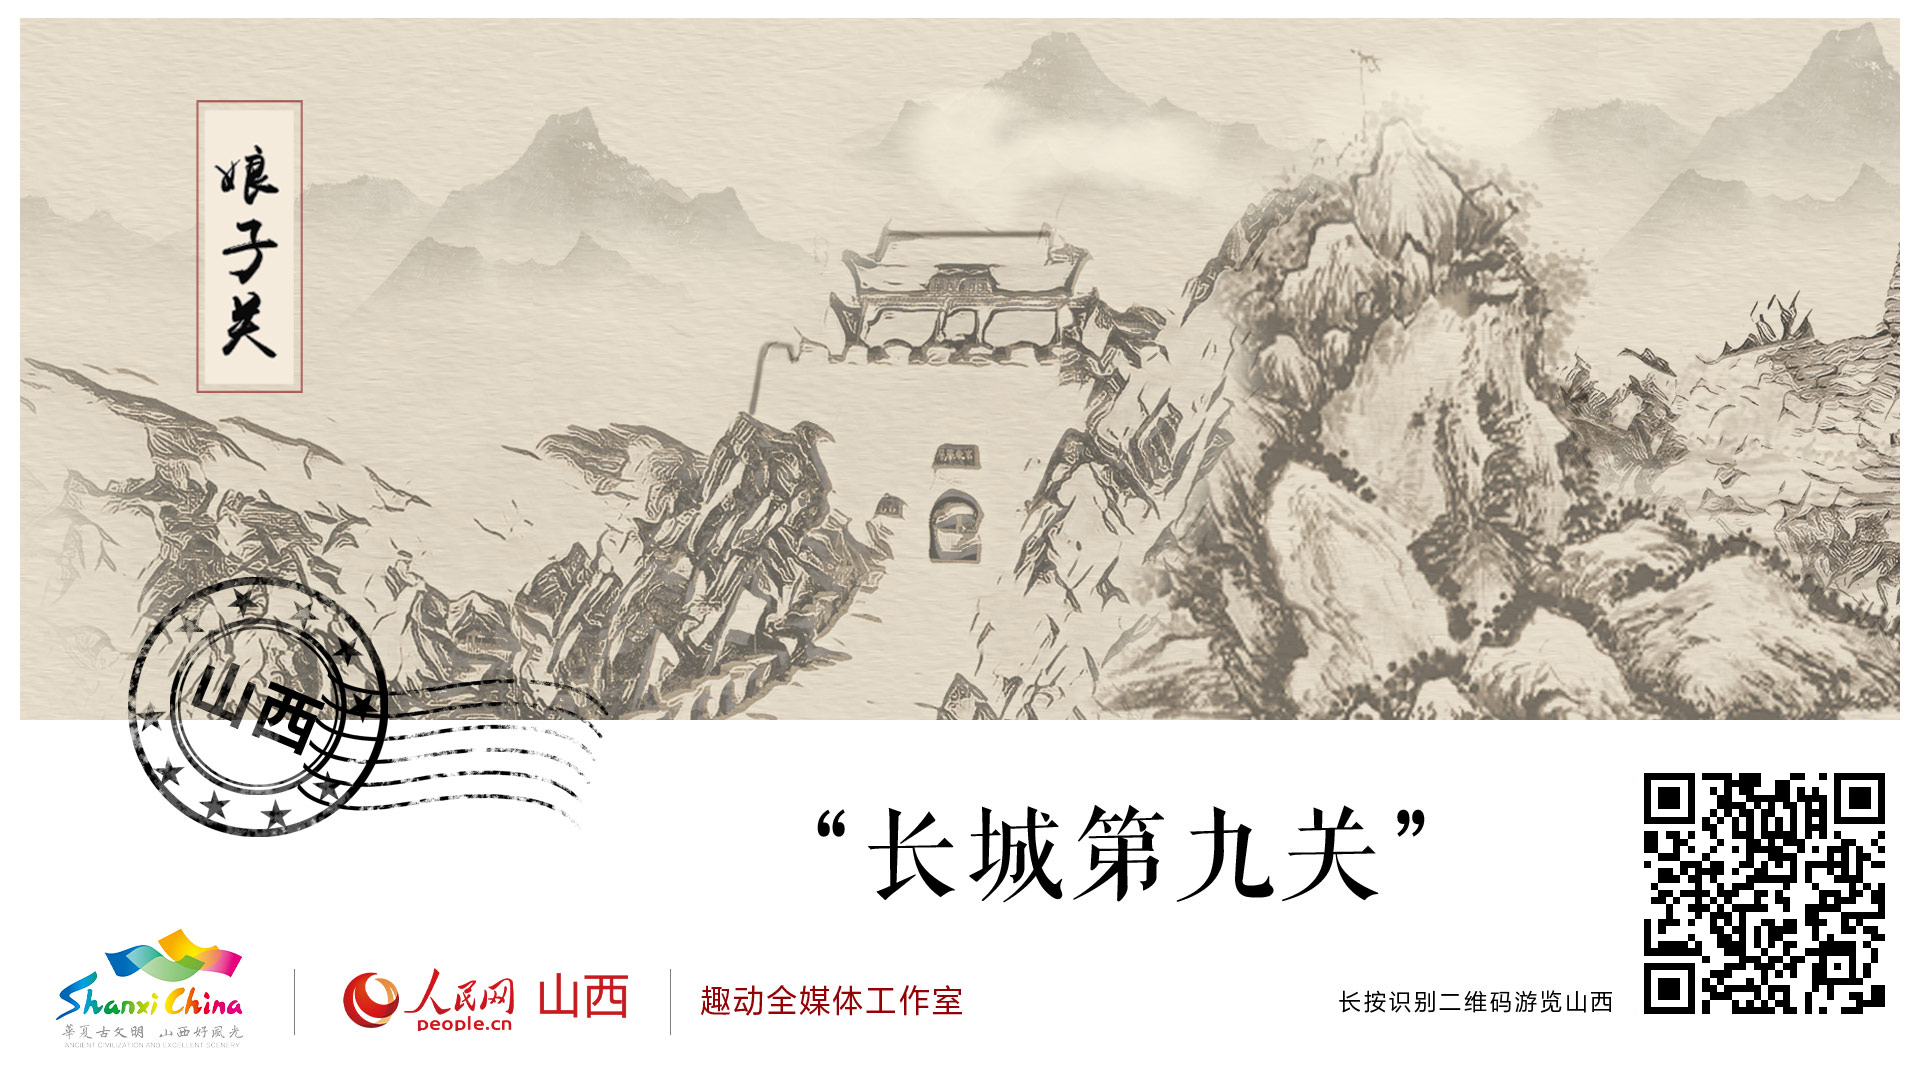 娘子关
山西
“长城第九关”
Shanxi China
華夏古文明 山西好風光
ANCIENT CIVILIZATION AND EXCELLENT SCENERY
人民网 山西
people.cn
趣动全媒体工作室
长按识别二维码游览山西